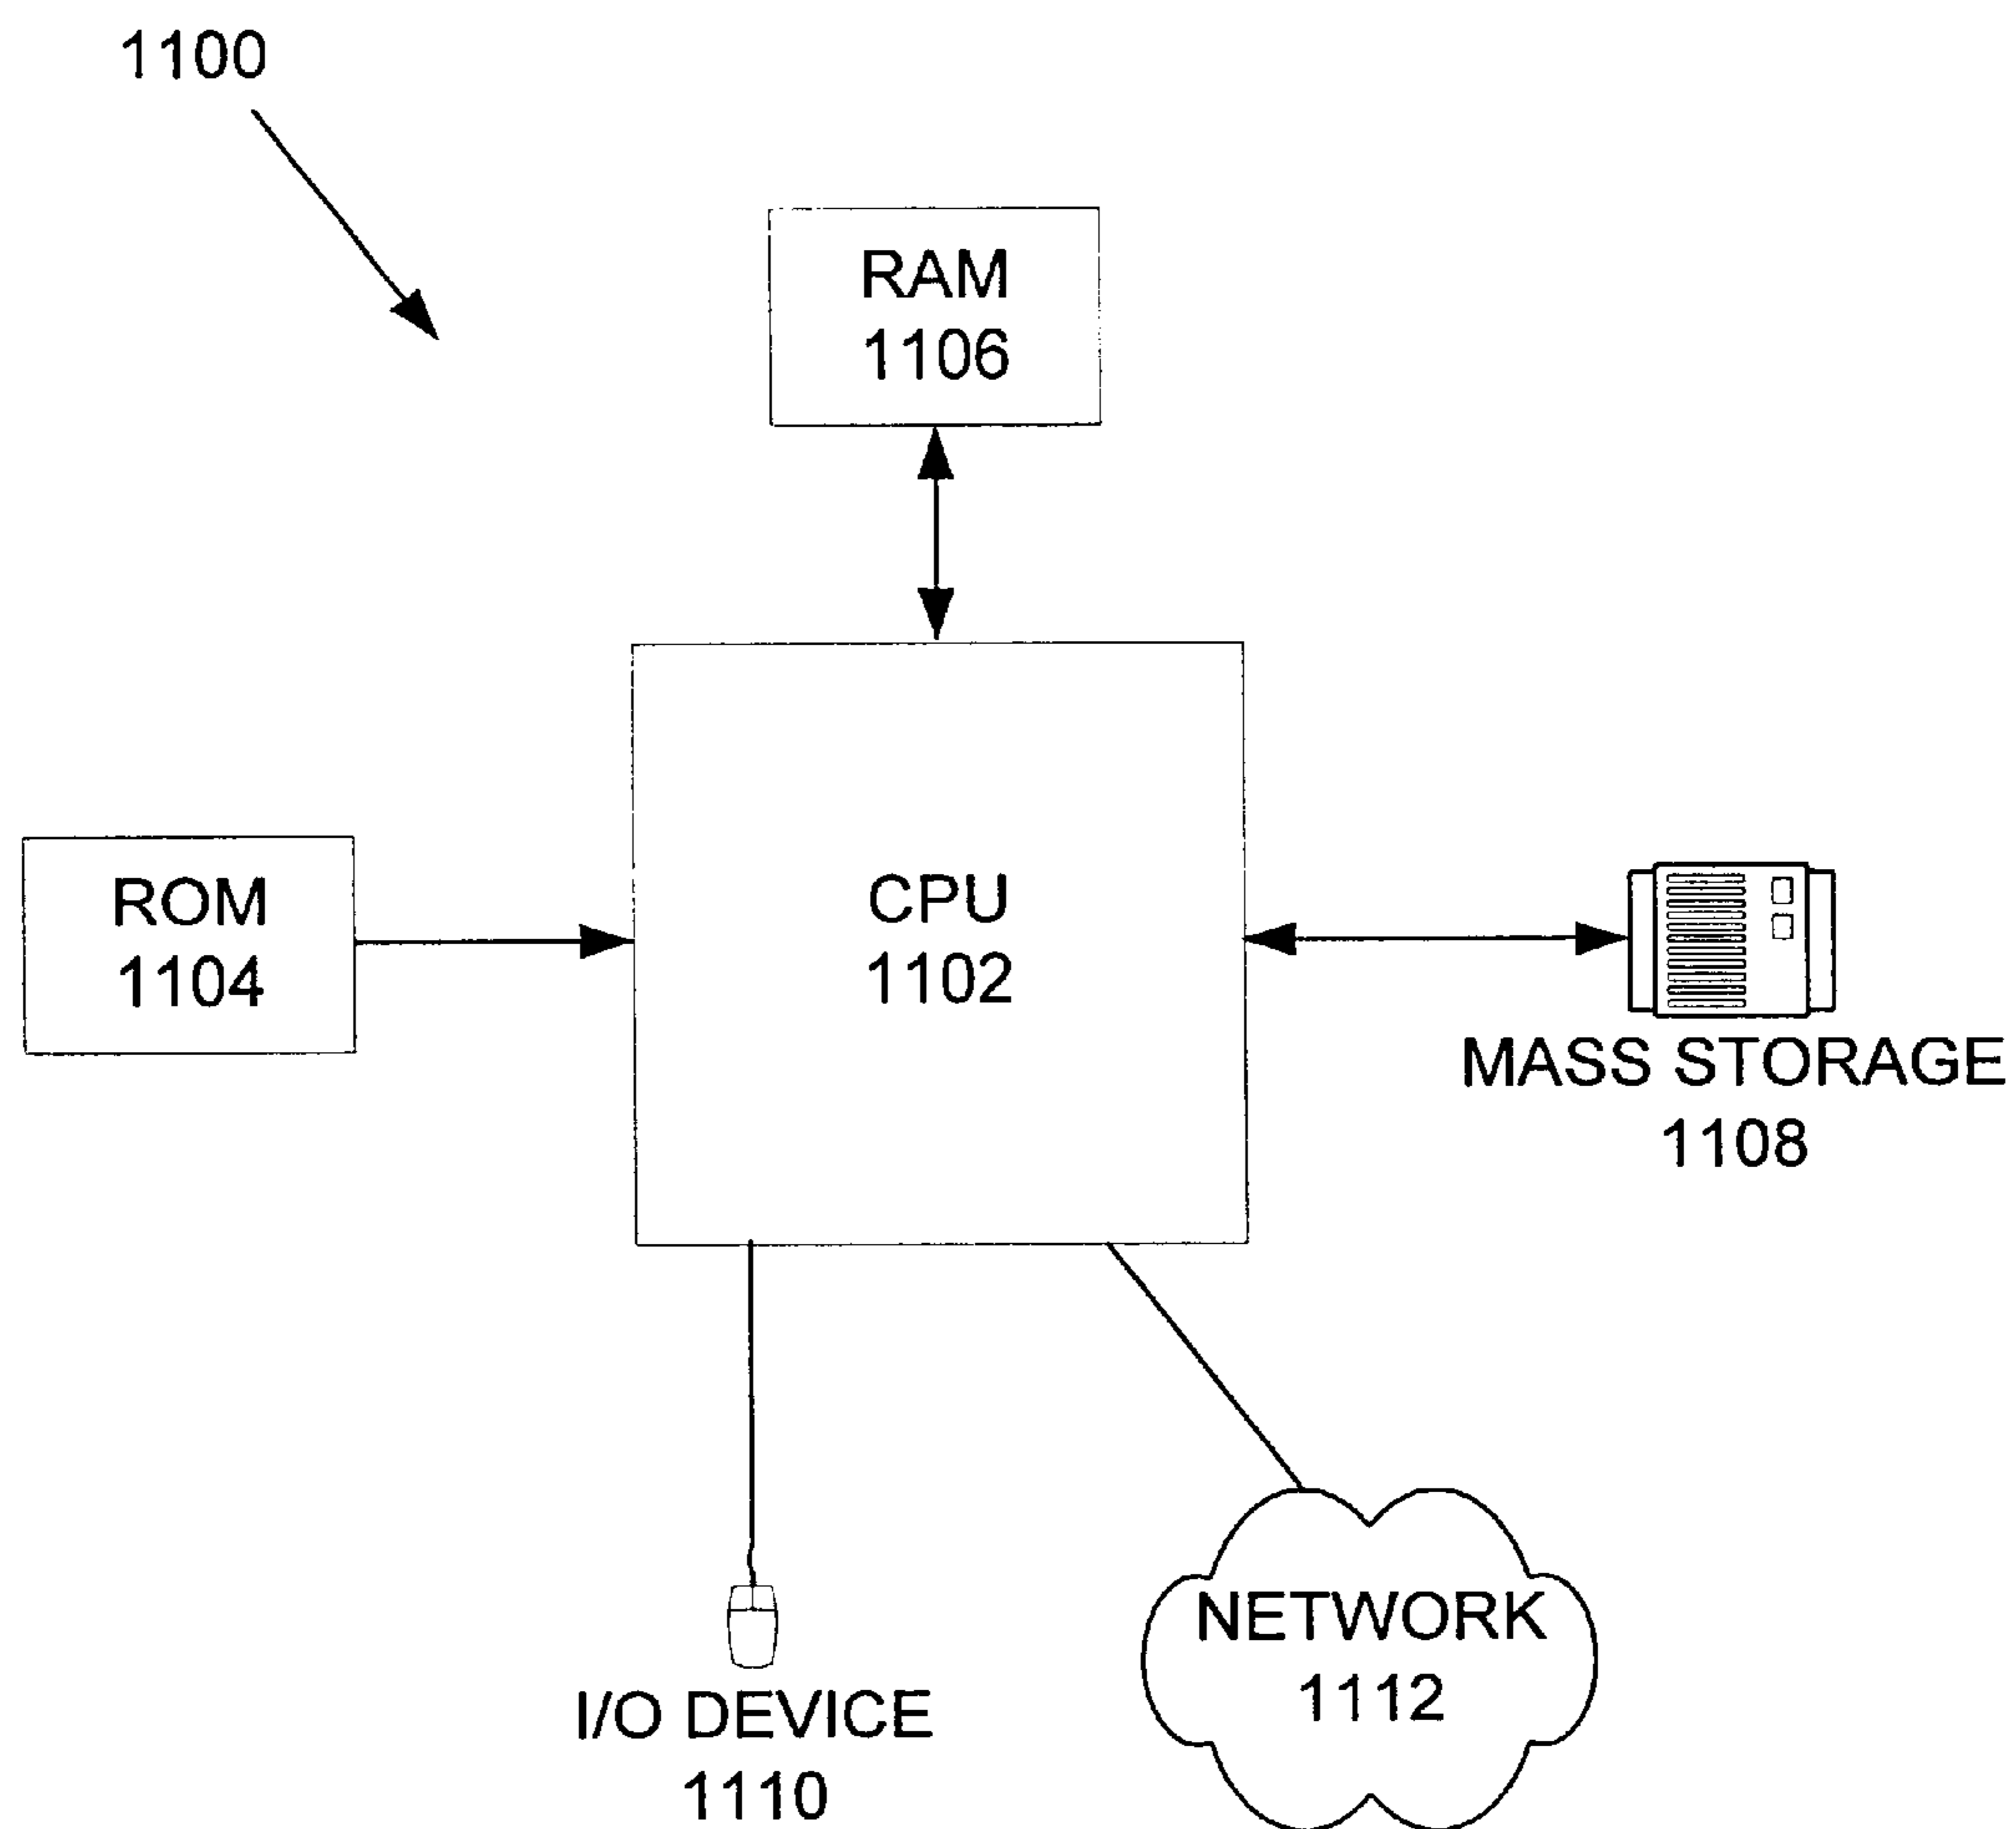 1100
RAM
1106
ROM
1104
CPU
1102
MASS STORAGE
1108
I/O DEVICE
1110
NETWORK
1112